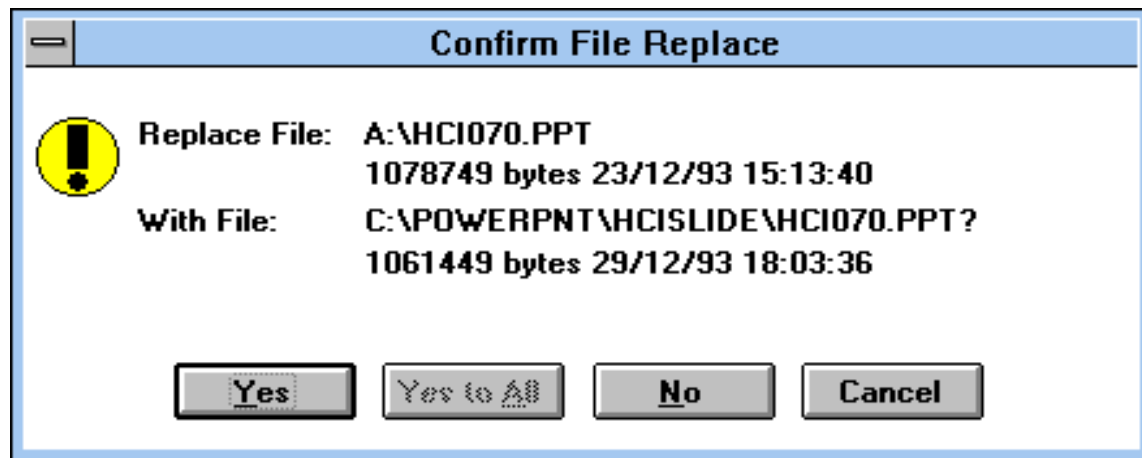 Confirm File Replace
Replace File: A:\HCI070.PPT
1078749 bytes 23/12/93 15:13:40
With File: C:\POWERPNT\HCISLIDE\HCI070.PPT?
1061449 bytes 29/12/93 18:03:36
Yes Yes to All No Cancel